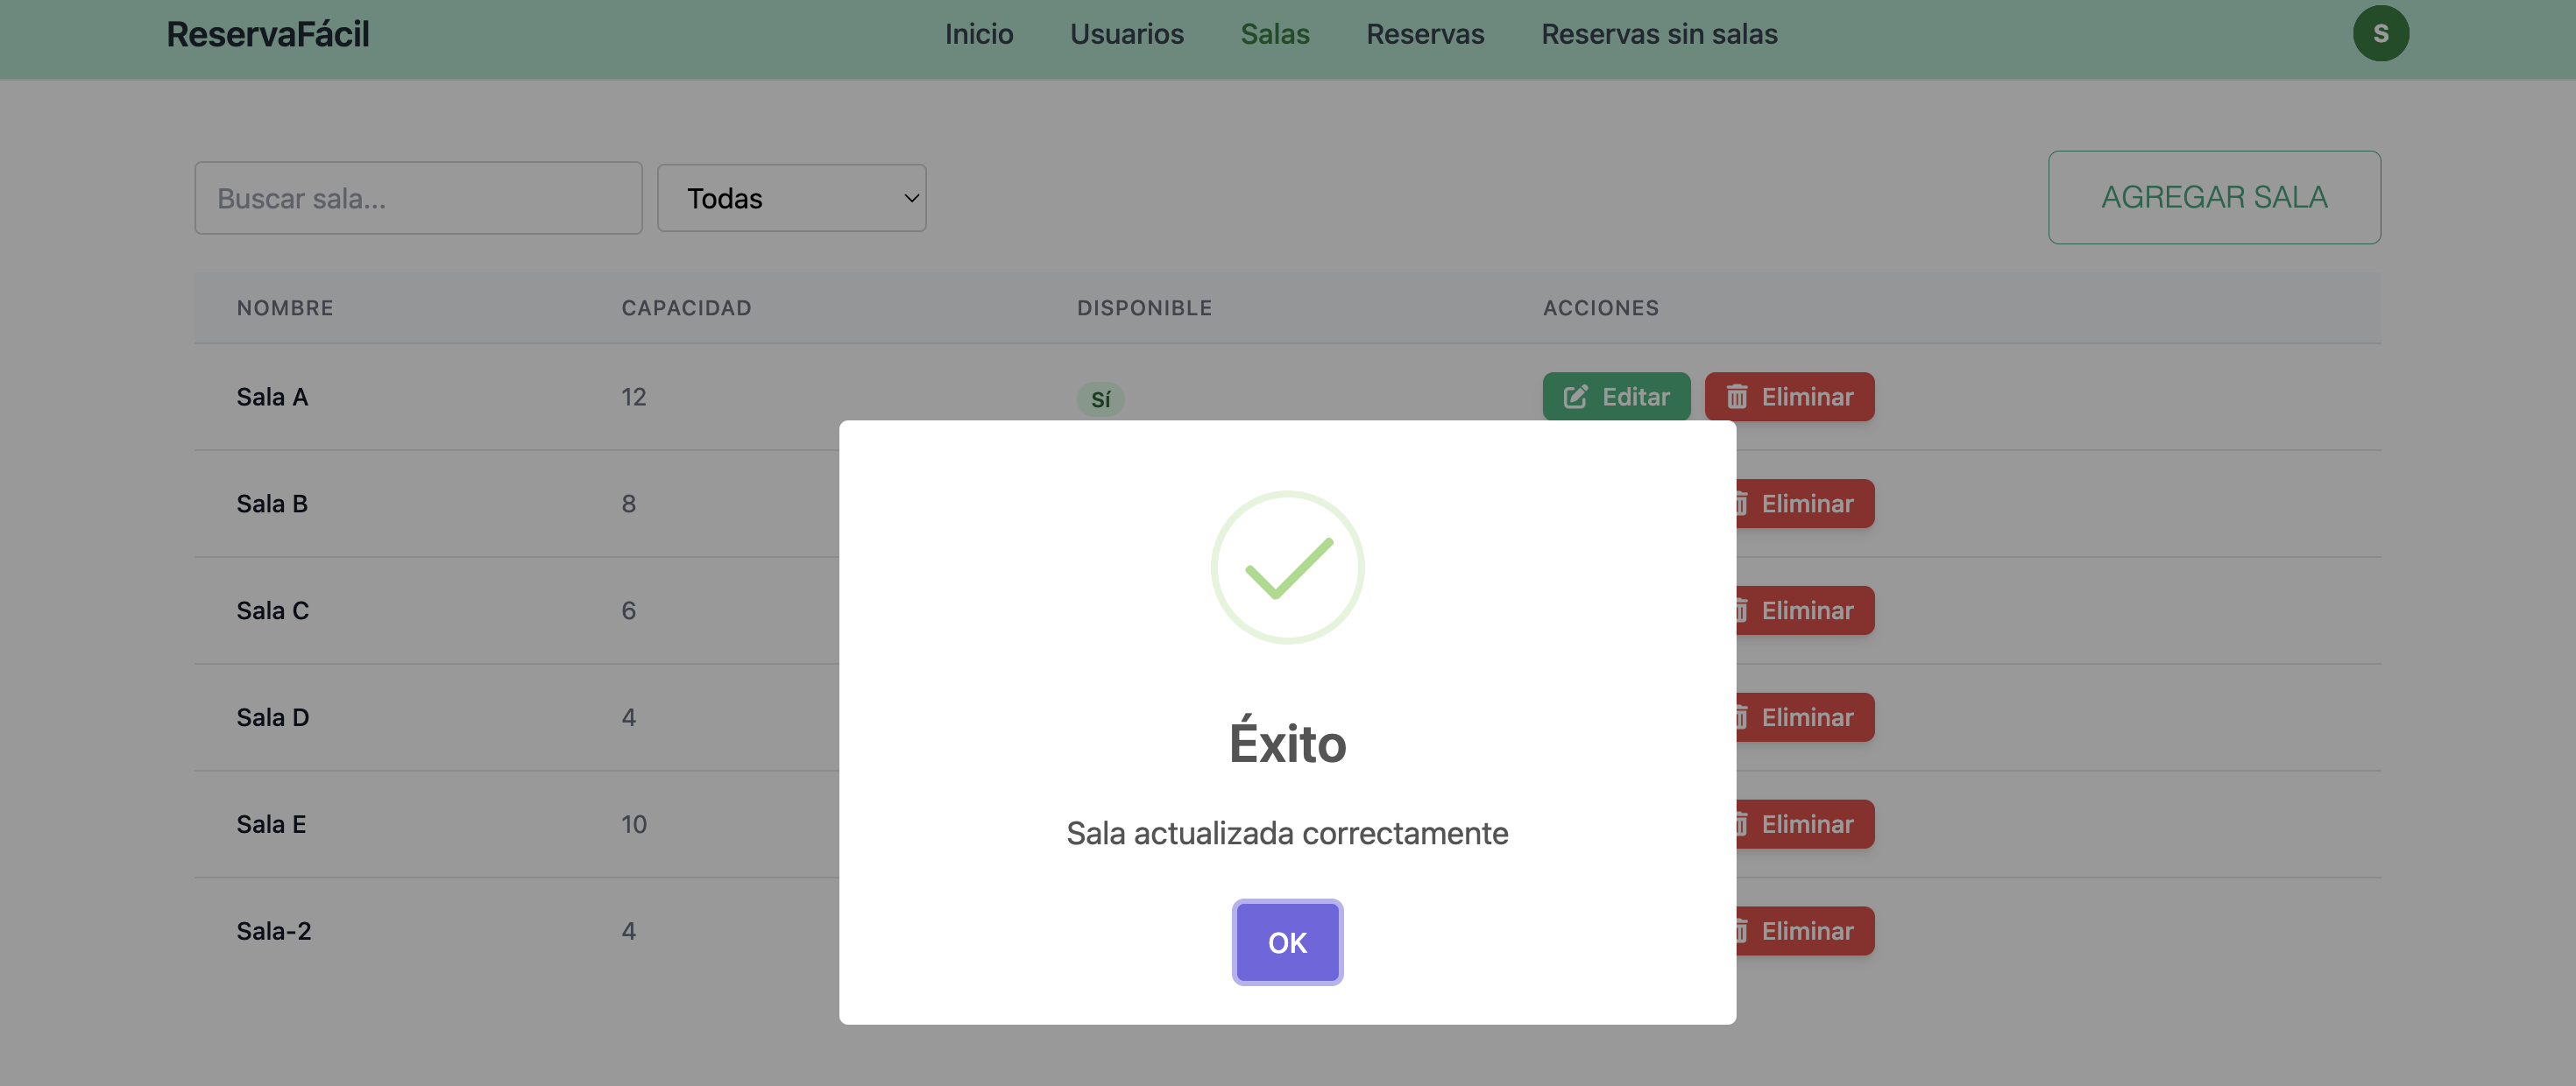 ReservaFácil Inicio Usuarios Salas Reservas Reservas sin salas S
Buscar sala... Todas AGREGAR SALA
NOMBRE CAPACIDAD DISPONIBLE ACCIONES
Sala A 12 Sí Editar Eliminar
Sala B 8 Eliminar
Sala C 6 Eliminar
Sala D 4 Eliminar
Sala E 10 Eliminar
Sala-2 4 Eliminar
Éxito
Sala actualizada correctamente
OK